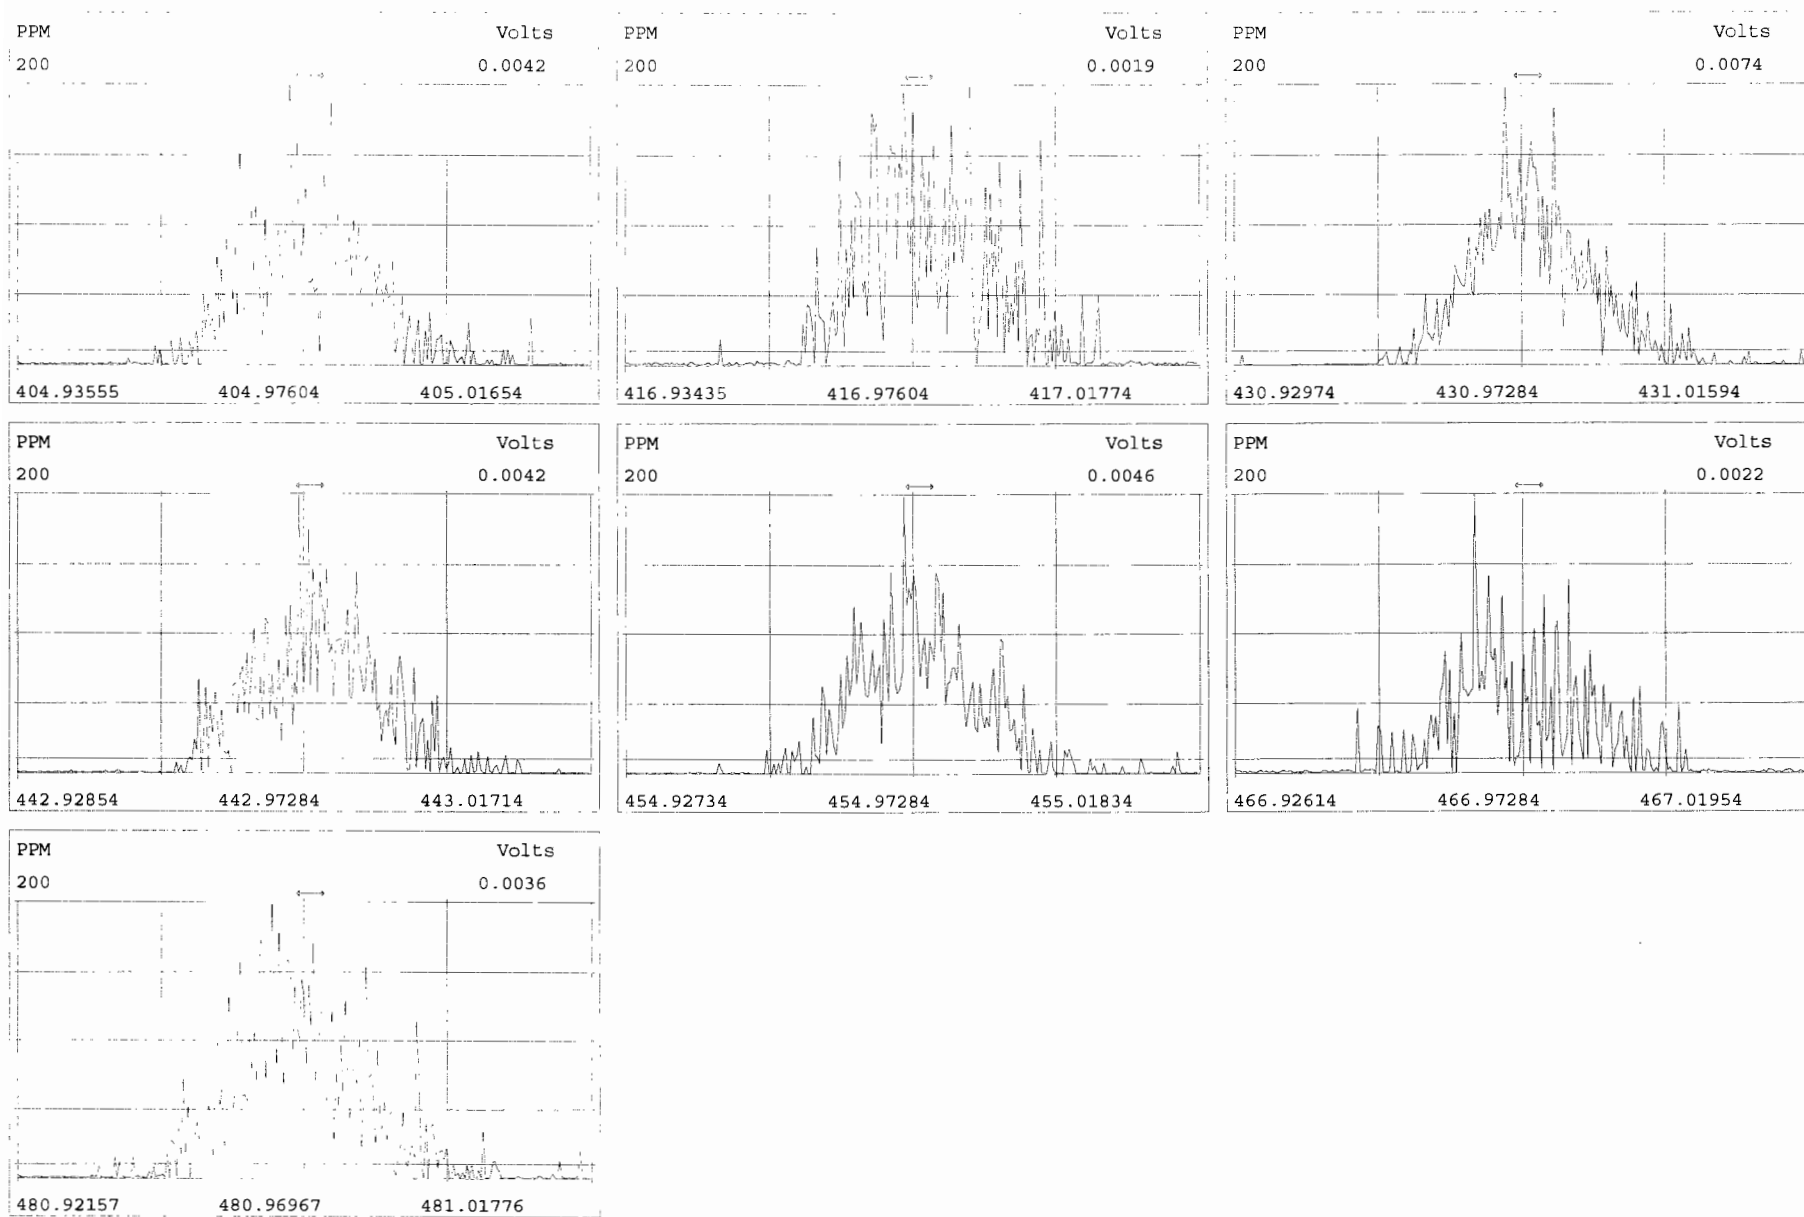 PPM Volts
200 0.0042
404.93555 404.97604 405.01654
PPM Volts
200 0.0019
416.93435 416.97604 417.01774
PPM Volts
200 0.0074
430.92974 430.97284 431.01594
PPM Volts
200 0.0042
442.92854 442.97284 443.01714
PPM Volts
200 0.0046
454.92734 454.97284 455.01834
PPM Volts
200 0.0022
466.92614 466.97284 467.01954
PPM Volts
200 0.0036
480.92157 480.96967 481.01776